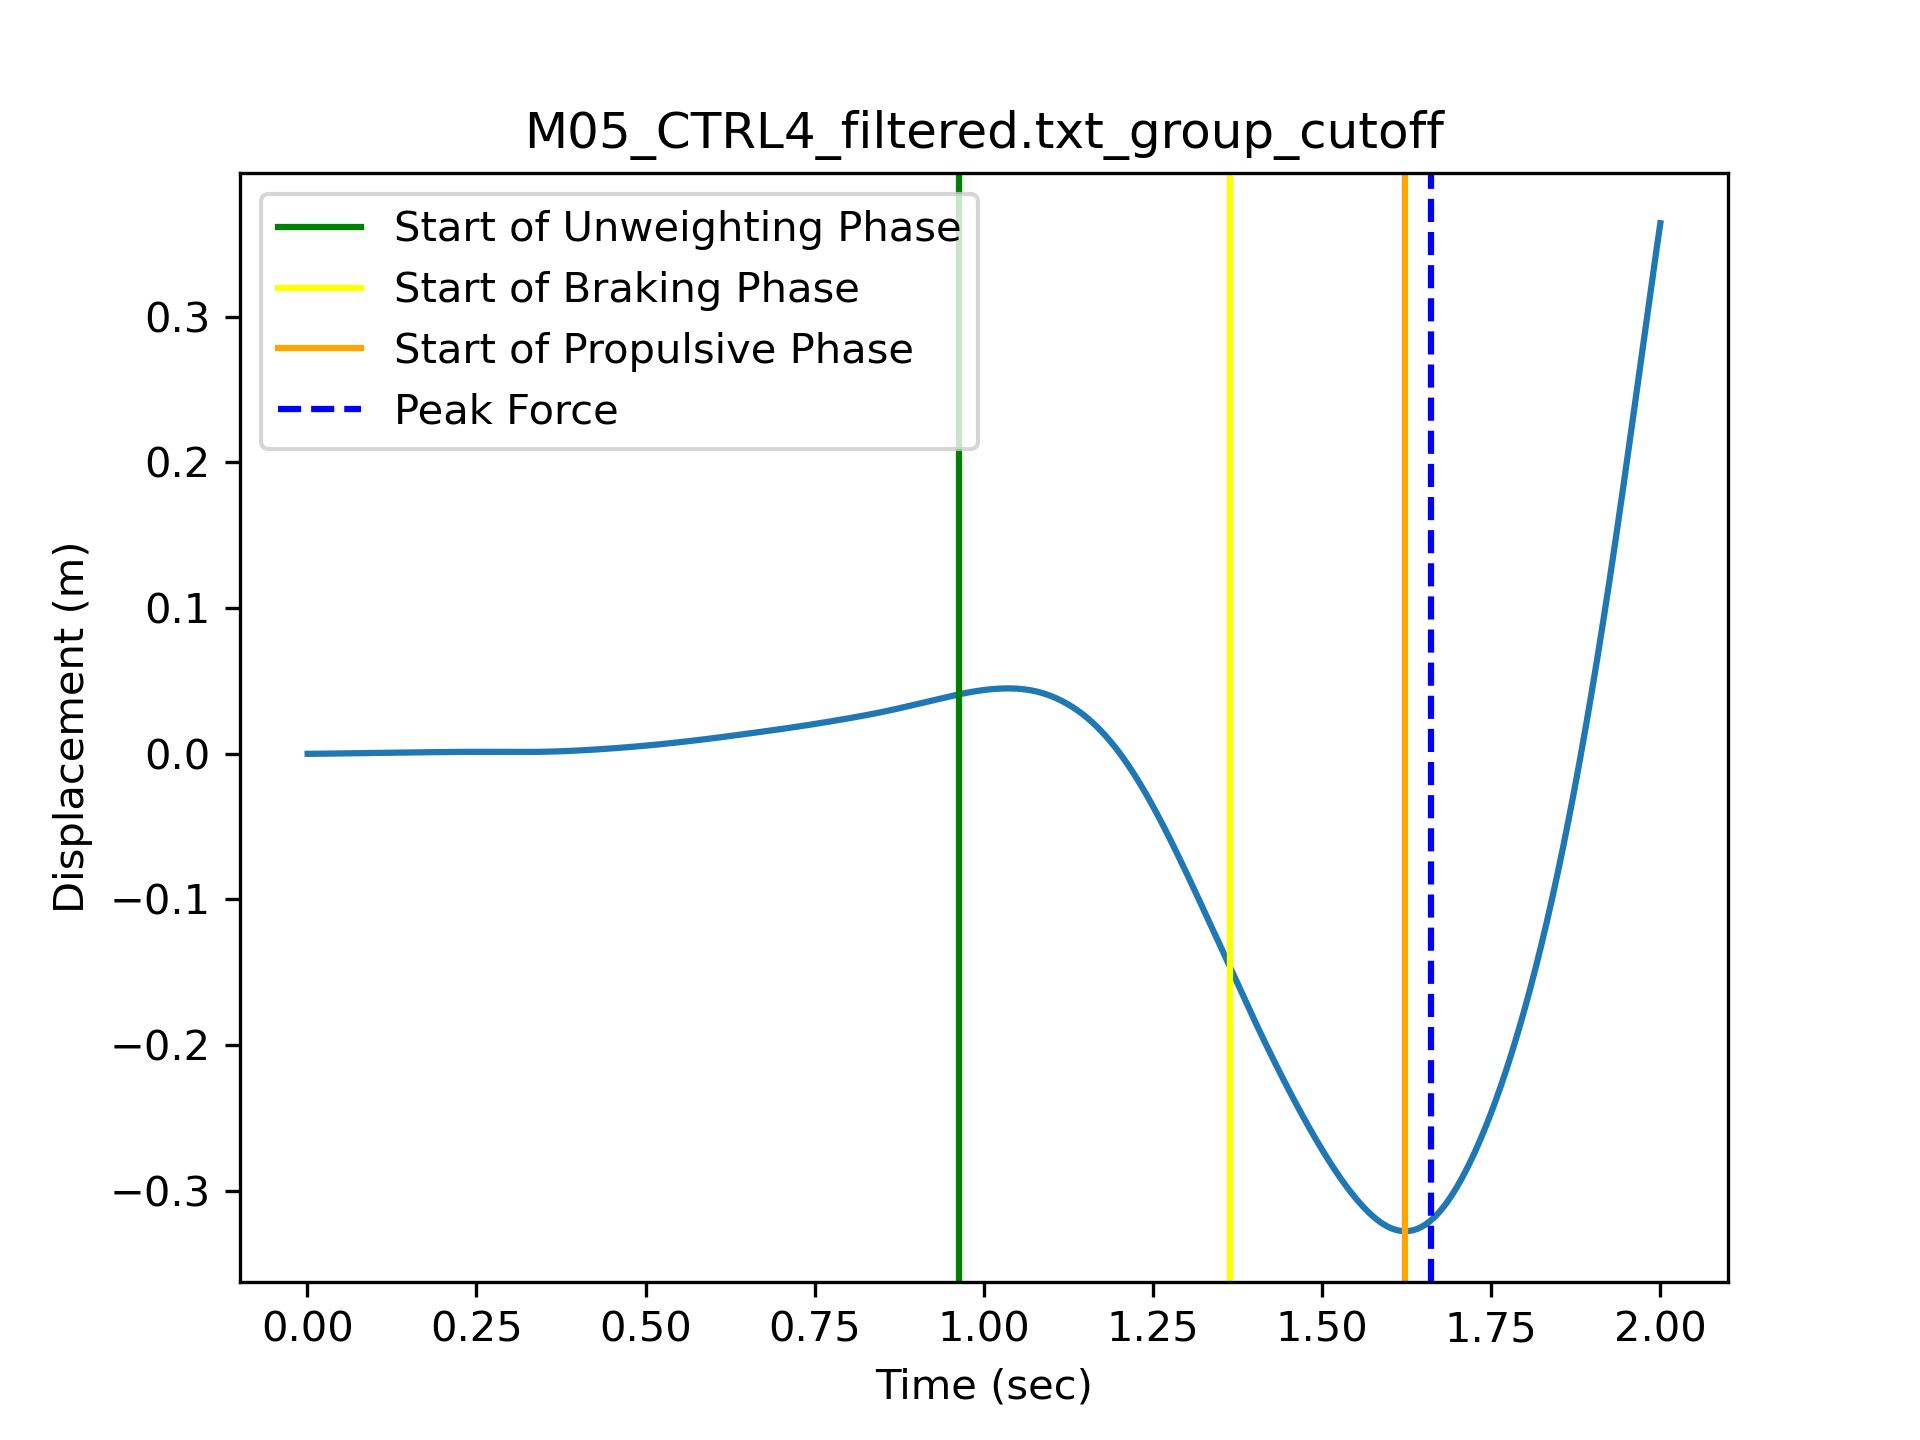 M05_CTRL4_filtered.txt_group_cutoff
Start of Unweighting Phase
Start of Braking Phase
Start of Propulsive Phase
Peak Force
Displacement (m)
0.3
0.2
0.1
0.0
−0.1
−0.2
−0.3
0.00 0.25 0.50 0.75 1.00 1.25 1.50 1.75 2.00
Time (sec)